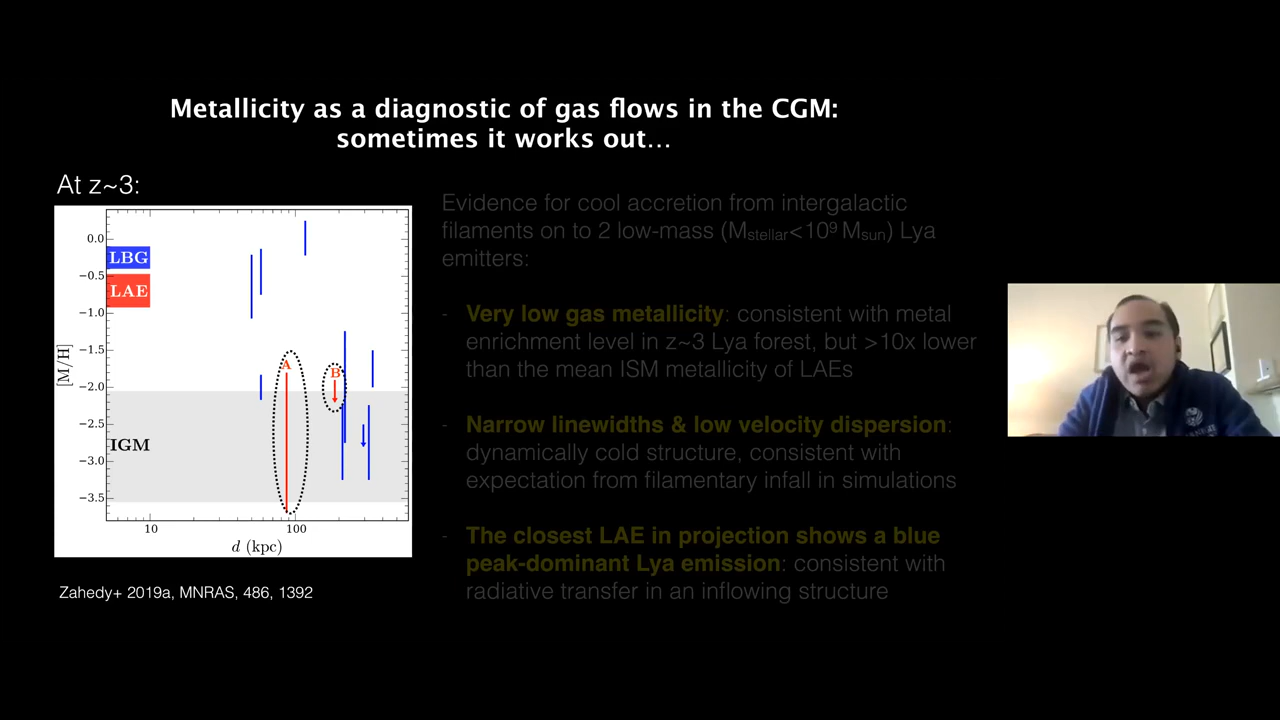 Metallicity as a diagnostic of gas flows in the CGM:
sometimes it works out...
At z~3:
0.0
LBG
−0.5
LAE
−1.0
−1.5
[M/H]
−2.0
−2.5
IGM
−3.0
−3.5
A
B
10
100
d (kpc)
Zahedy+ 2019a, MNRAS, 486, 1392
Evidence for cool accretion from intergalactic
filaments on to 2 low-mass (Mstellar<10⁹ Msun) Lya
emitters:
- Very low gas metallicity: consistent with metal
enrichment level in z~3 Lya forest, but >10x lower
than the mean ISM metallicity of LAEs
- Narrow linewidths & low velocity dispersion:
dynamically cold structure, consistent with
expectation from filamentary infall in simulations
- The closest LAE in projection shows a blue
peak-dominant Lya emission: consistent with
radiative transfer in an inflowing structure